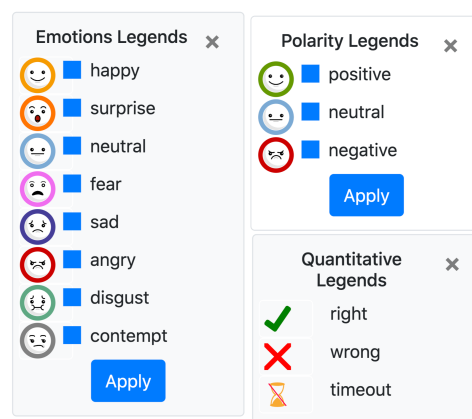 Emotions Legends ×
happy
surprise
neutral
fear
sad
angry
disgust
contempt
Apply
Polarity Legends ×
positive
neutral
negative
Apply
Quantitative ×
Legends
right
wrong
timeout